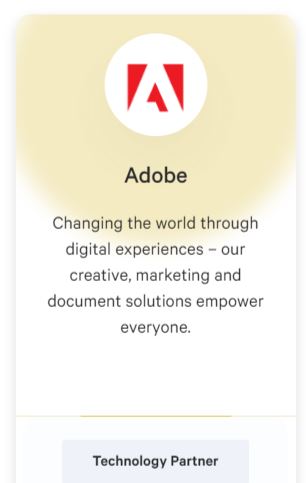 Adobe
Changing the world through
digital experiences – our
creative, marketing and
document solutions empower
everyone.
Technology Partner